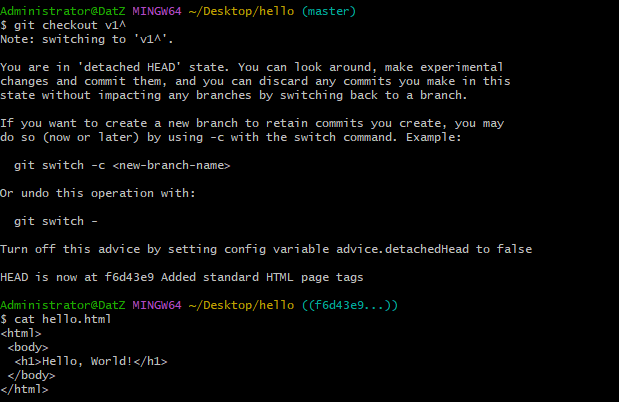 Administrator@DatZ MINGW64 ~/Desktop/hello (master)
$ git checkout v1^
Note: switching to 'v1^'.

You are in 'detached HEAD' state. You can look around, make experimental
changes and commit them, and you can discard any commits you make in this
state without impacting any branches by switching back to a branch.

If you want to create a new branch to retain commits you create, you may
do so (now or later) by using -c with the switch command. Example:

  git switch -c <new-branch-name>

Or undo this operation with:

  git switch -

Turn off this advice by setting config variable advice.detachedHead to false

HEAD is now at f6d43e9 Added standard HTML page tags

Administrator@DatZ MINGW64 ~/Desktop/hello ((f6d43e9...))
$ cat hello.html
<html>
 <body>
  <h1>Hello, World!</h1>
 </body>
</html>